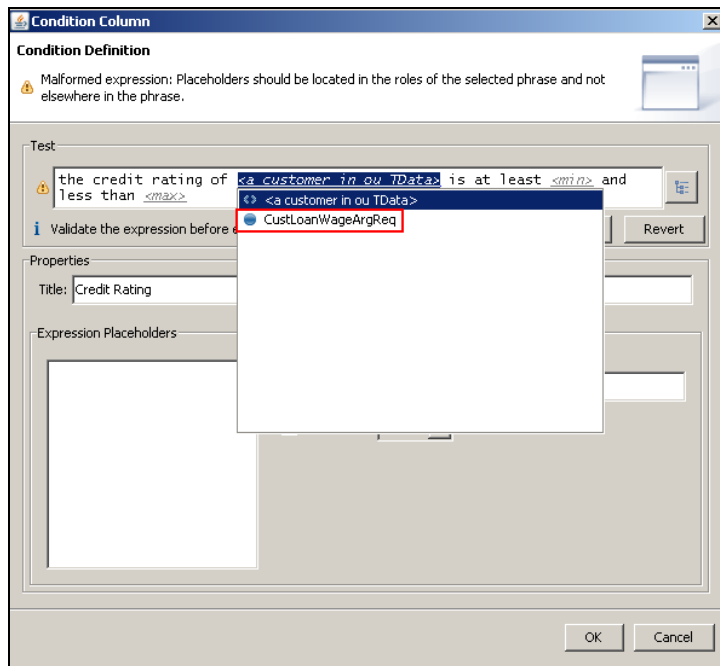 Condition Column
Condition Definition
Malformed expression: Placeholders should be located in the roles of the selected phrase and not
elsewhere in the phrase.
Test
the credit rating of <a customer in ou TData> is at least <min> and
less than <max>
<a customer in ou TData>
CustLoanWageArgReq
Validate the expression before e
Revert
Properties
Title: Credit Rating
Expression Placeholders
OK
Cancel